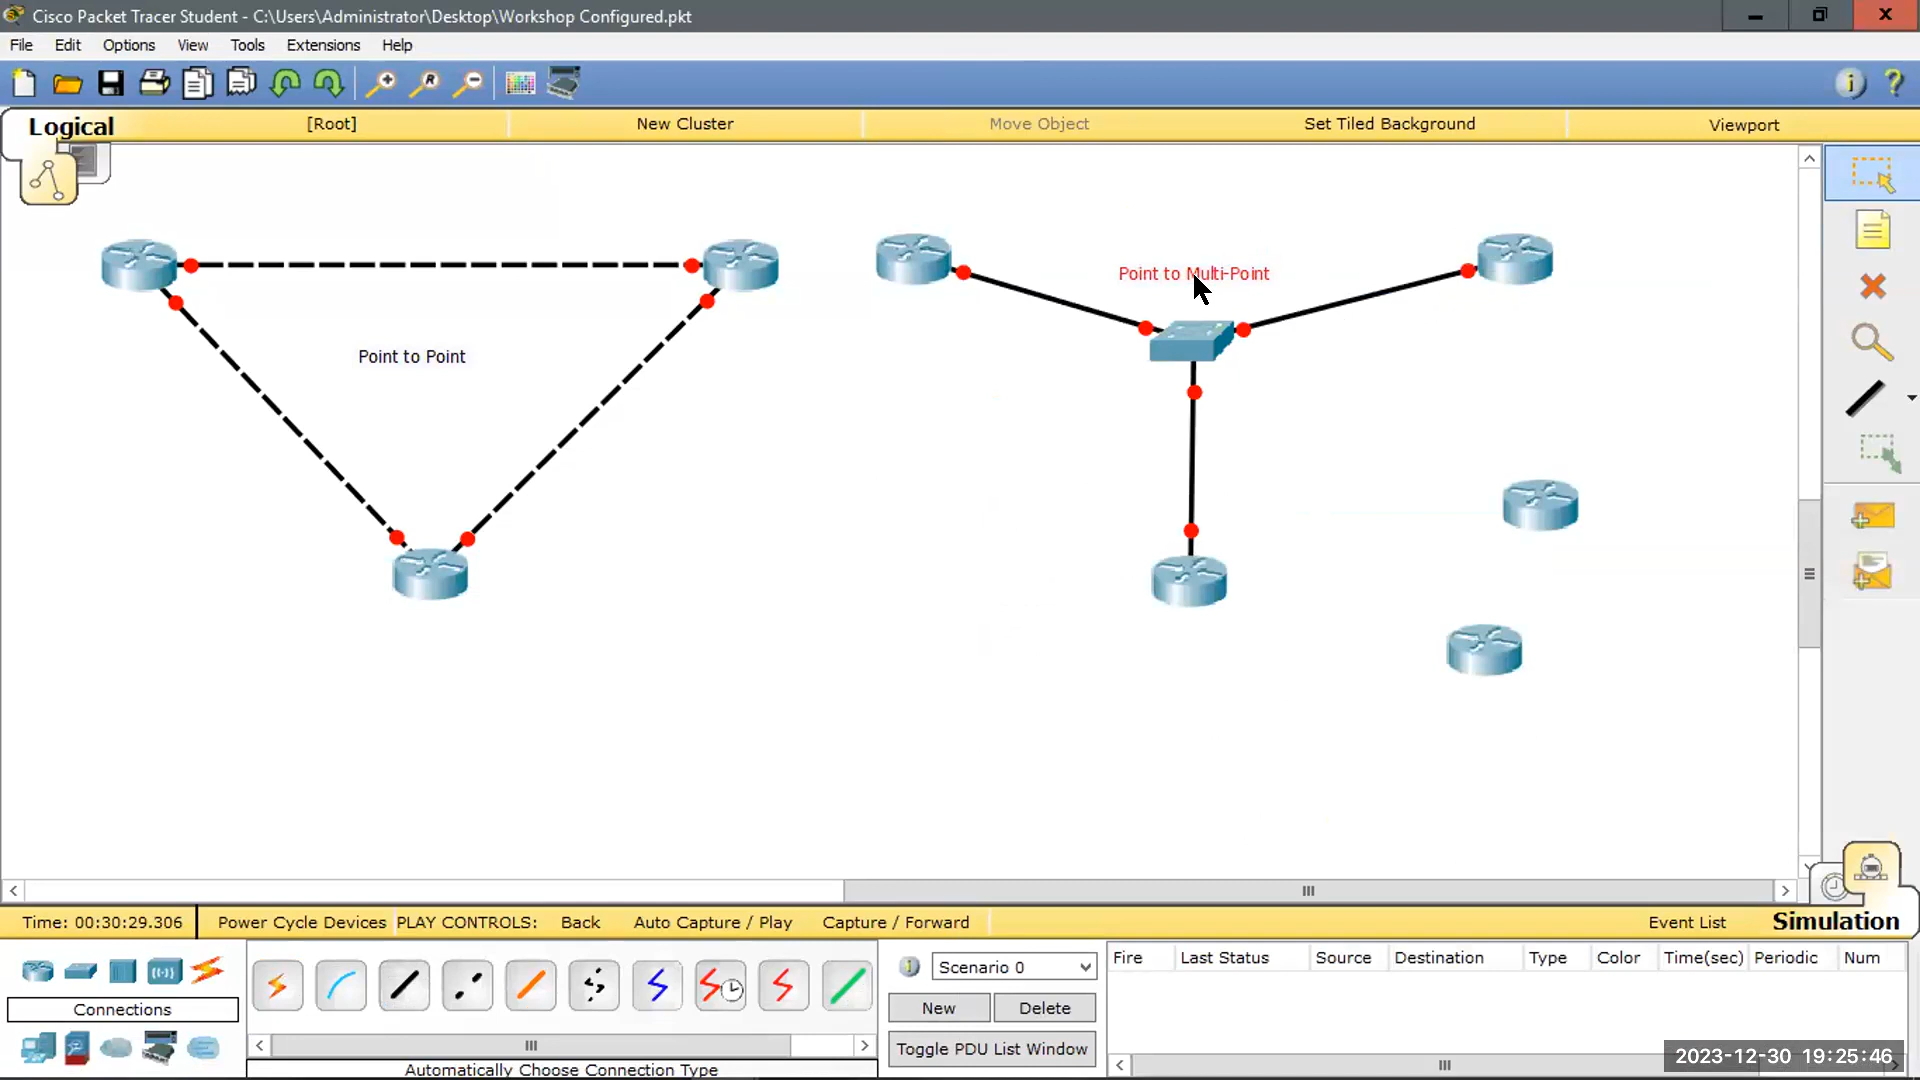 Cisco Packet Tracer Student - C:\Users\Administrator\Desktop\Workshop Configured.pkt
File Edit Options View Tools Extensions Help
Logical [Root] New Cluster Move Object Set Tiled Background Viewport
Point to Multi-Point
Point to Point
Time: 00:30:29.306 Power Cycle Devices PLAY CONTROLS: Back Auto Capture / Play Capture / Forward Event List Simulation
Fire Last Status Source Destination Type Color Time(sec) Periodic Num
Scenario 0
Connections
New Delete
Toggle PDU List Window
Automatically Choose Connection Type
2023-12-30 19:25:46